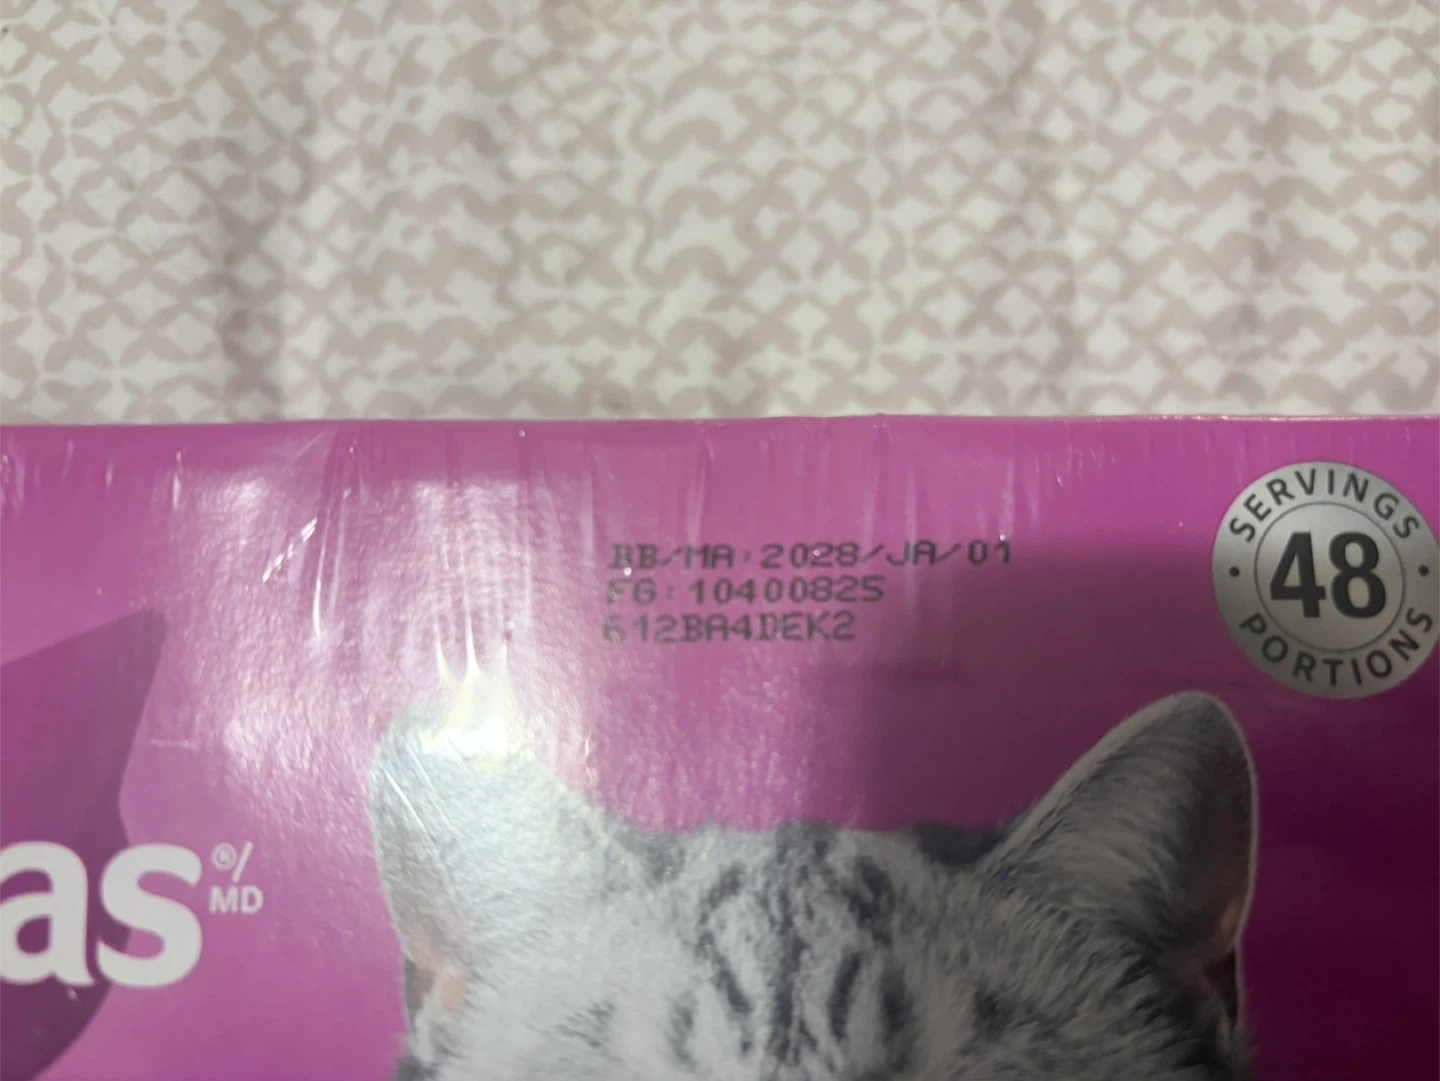 BB/MA:2028/JA/01
FG:10400825
612BA4DEK2
SERVINGS
48
PORTIONS
as®/
MD